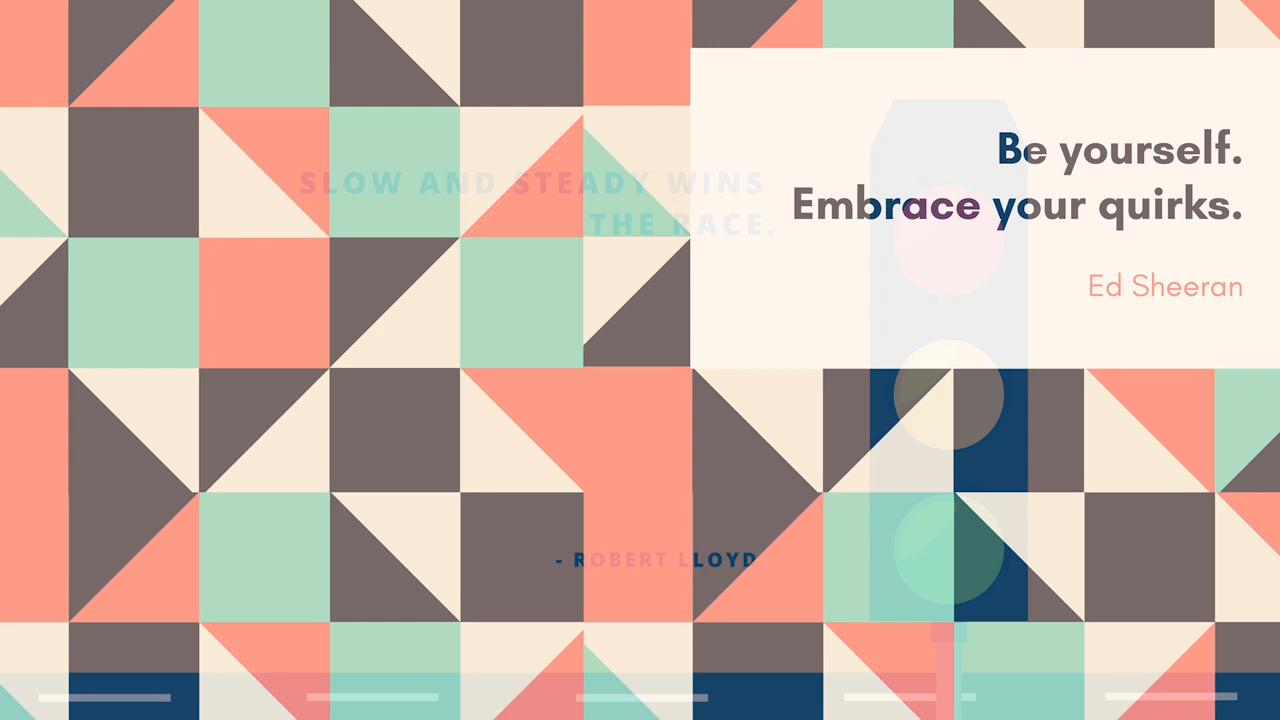 SLOW AND STEADY WINS
THE RACE.
- ROBERT LLOYD
Be yourself.
Embrace your quirks.
Ed Sheeran